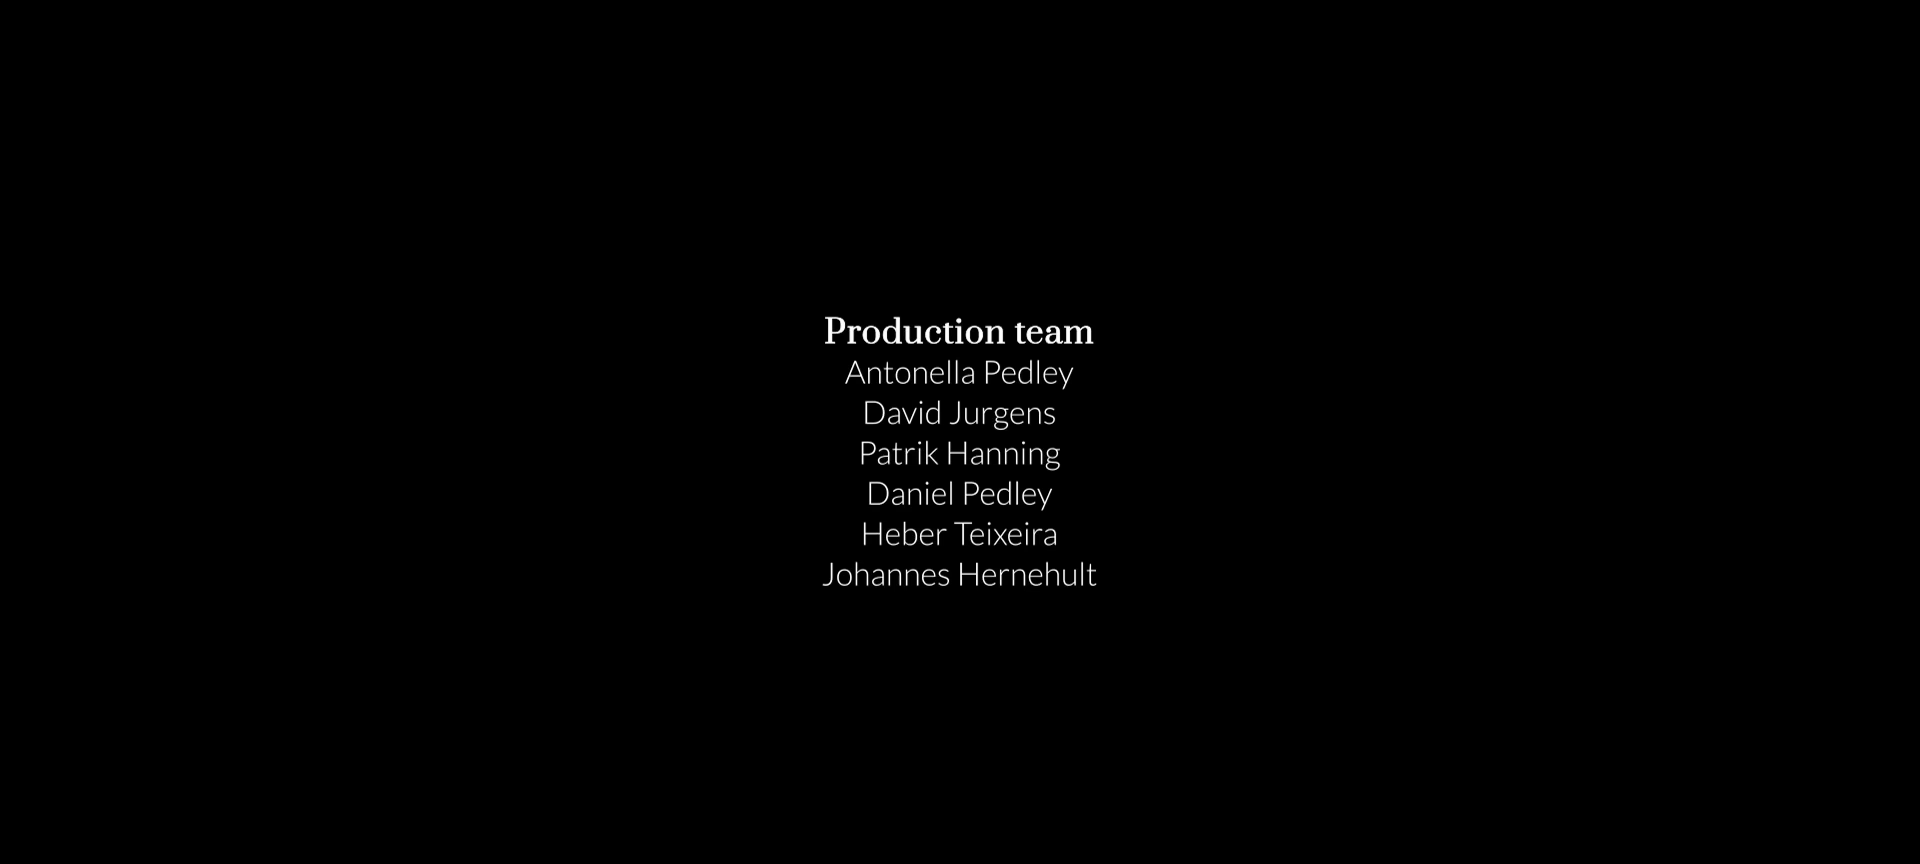 Production team
Antonella Pedley
David Jurgens
Patrik Hanning
Daniel Pedley
Heber Teixeira
Johannes Hernehult